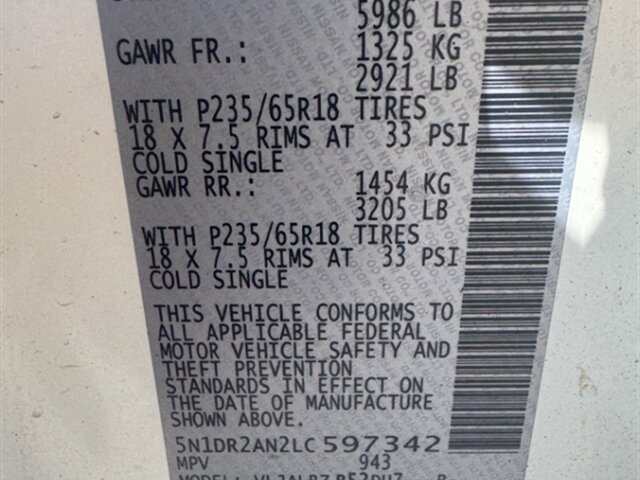 5986 LB
GAWR FR.: 1325 KG
2921 LB
WITH P235/65R18 TIRES
18 X 7.5 RIMS AT 33 PSI
COLD SINGLE
GAWR RR.: 1454 KG
3205 LB
WITH P235/65R18 TIRES
18 X 7.5 RIMS AT 33 PSI
COLD SINGLE
THIS VEHICLE CONFORMS TO
ALL APPLICABLE FEDERAL
MOTOR VEHICLE SAFETY AND
THEFT PREVENTION
STANDARDS IN EFFECT ON
THE DATE OF MANUFACTURE
SHOWN ABOVE.
5N1DR2AN2LC597342
MPV 943